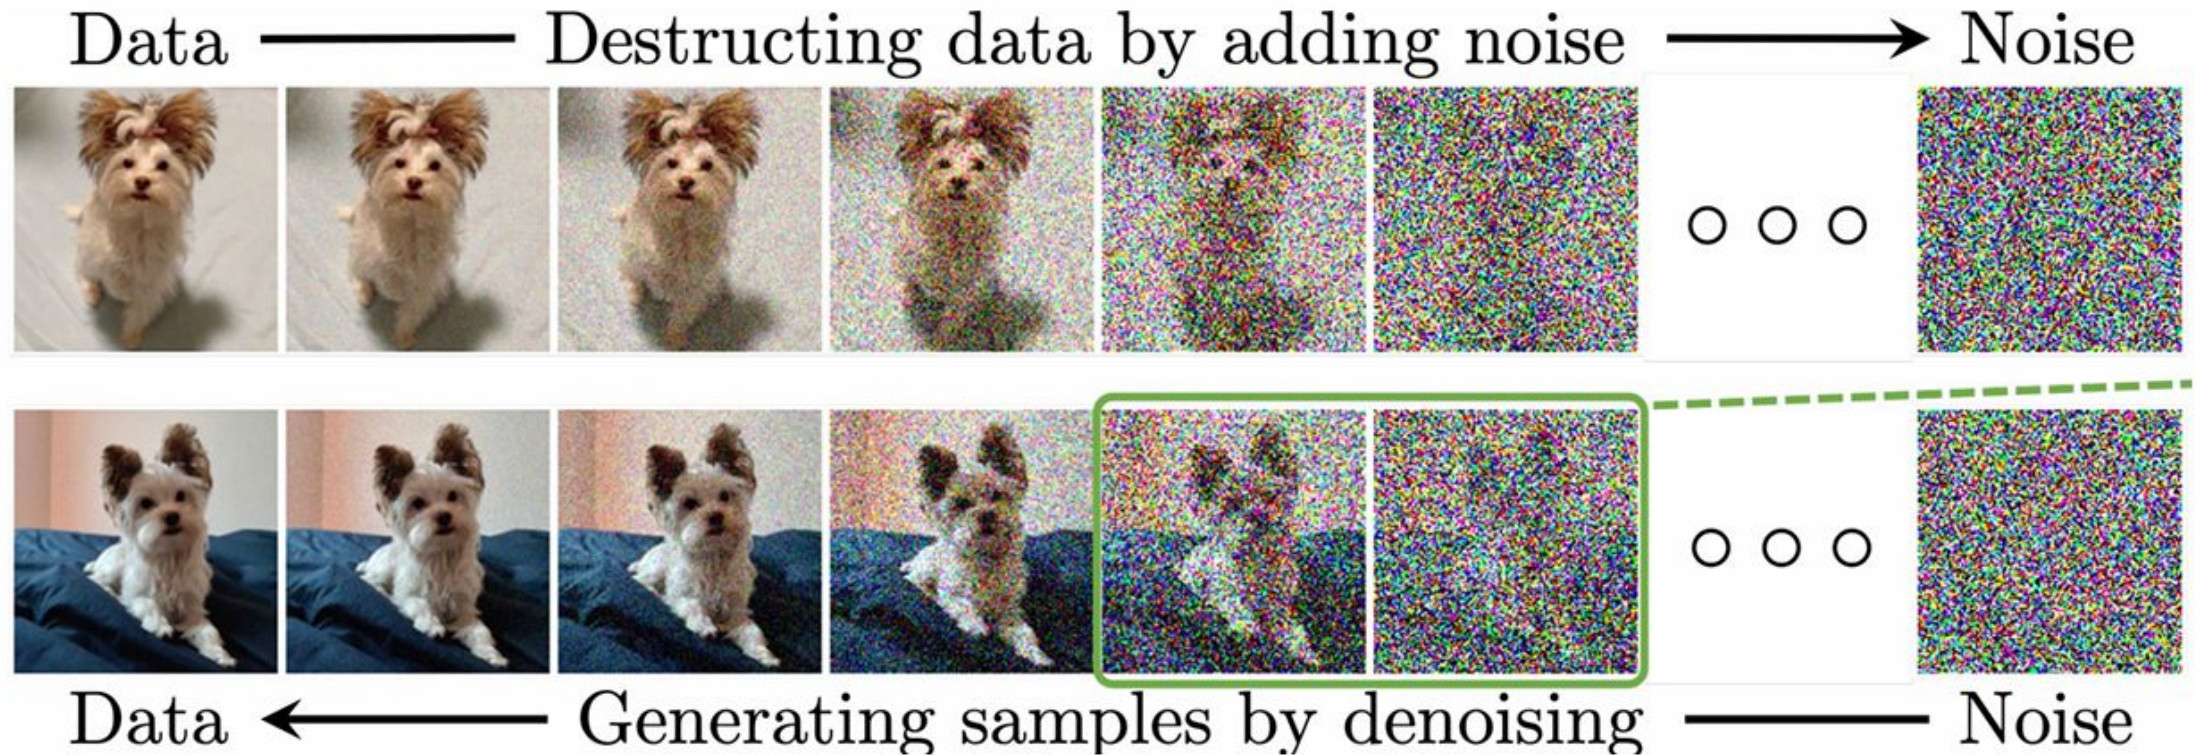 Data Destructing data by adding noise Noise
Data Generating samples by denoising Noise